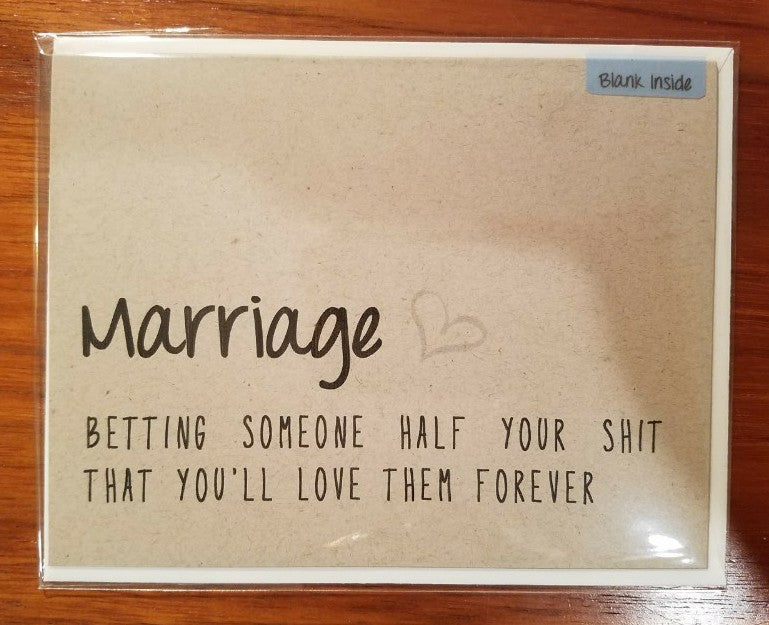 Blank Inside
Marriage
BETTING SOMEONE HALF YOUR SHIT
THAT YOU'LL LOVE THEM FOREVER